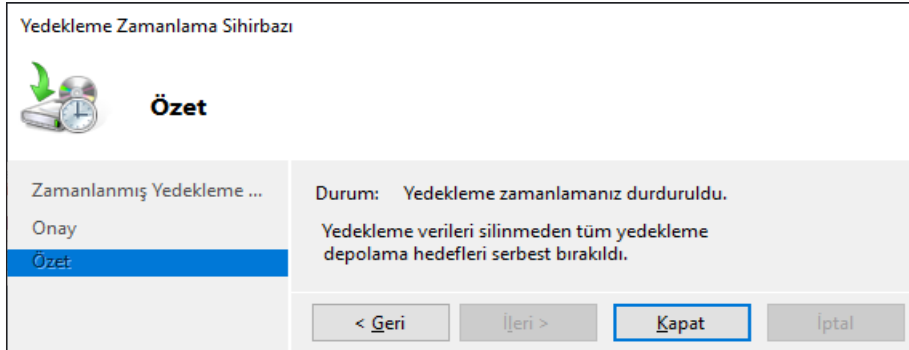 Yedekleme Zamanlama Sihirbazı
Özet
Zamanlanmış Yedekleme ...
Onay
Özet
Durum: Yedekleme zamanlamanız durduruldu.
Yedekleme verileri silinmeden tüm yedekleme
depolama hedefleri serbest bırakıldı.
< Geri
İleri >
Kapat
İptal